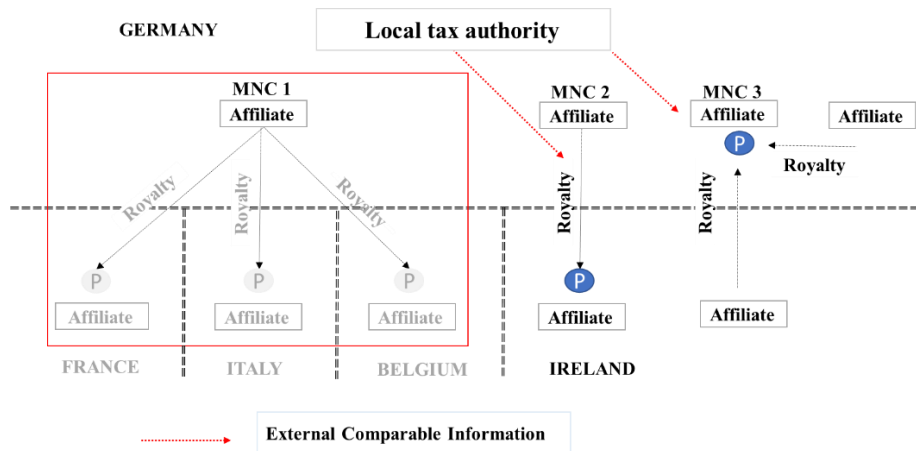 GERMANY
Local tax authority
MNC 1
MNC 2
MNC 3
Affiliate
Affiliate
Affiliate
Affiliate
P
Royalty
Royalty
Royalty
Royalty
Royalty
Royalty
P
P
P
P
Affiliate
Affiliate
Affiliate
Affiliate
Affiliate
FRANCE
ITALY
BELGIUM
IRELAND
External Comparable Information